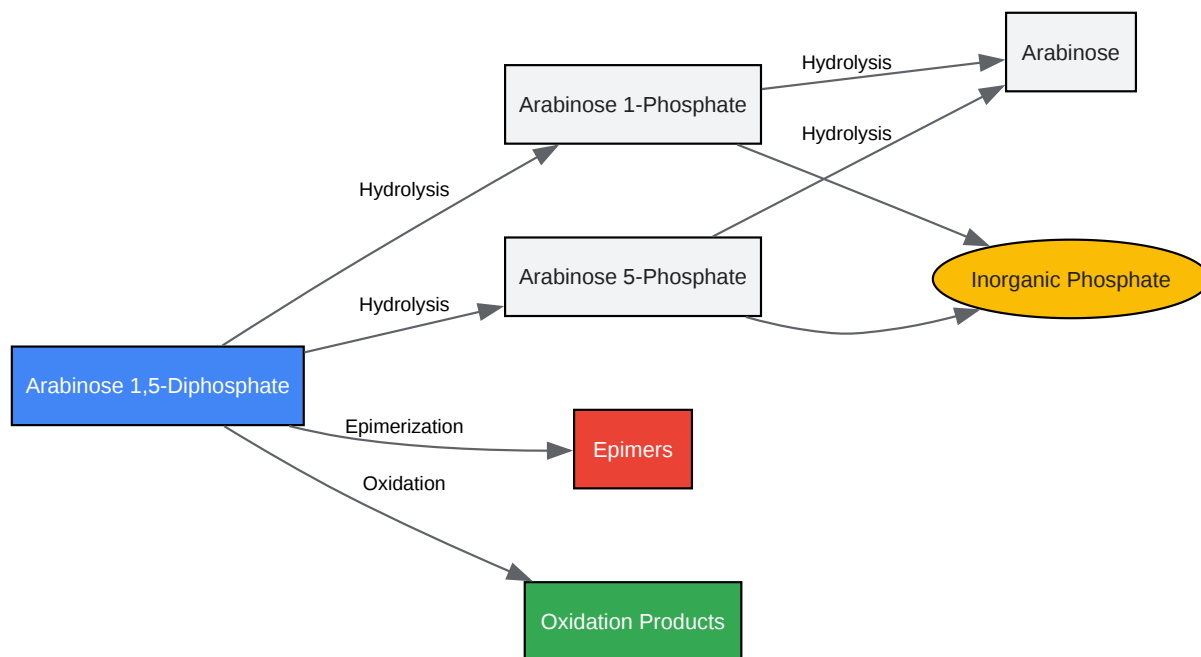 Arabinose
Hydrolysis
Arabinose 1-Phosphate
Hydrolysis
Hydrolysis
Arabinose 5-Phosphate
Inorganic Phosphate
Hydrolysis
Arabinose 1,5-Diphosphate
Epimerization
Epimers
Oxidation
Oxidation Products